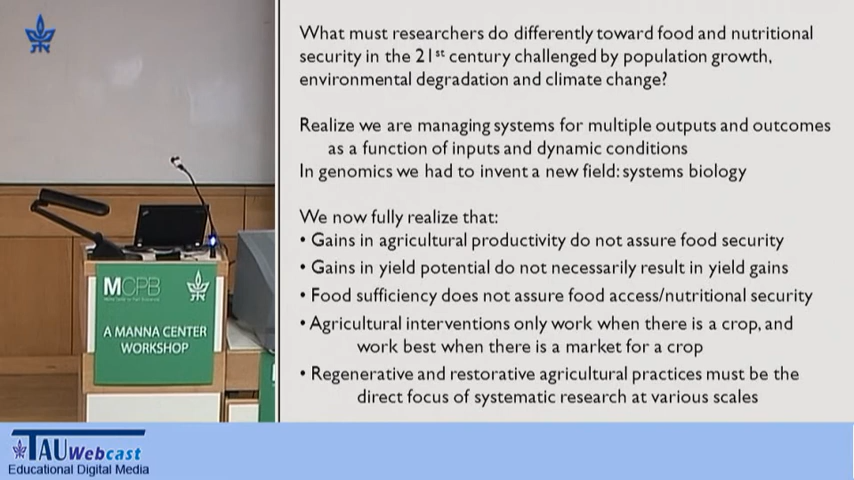 What must researchers do differently toward food and nutritional
security in the 21st century challenged by population growth,
environmental degradation and climate change?
Realize we are managing systems for multiple outputs and outcomes
as a function of inputs and dynamic conditions
In genomics we had to invent a new field: systems biology
We now fully realize that:
• Gains in agricultural productivity do not assure food security
• Gains in yield potential do not necessarily result in yield gains
• Food sufficiency does not assure food access/nutritional security
• Agricultural interventions only work when there is a crop, and
work best when there is a market for a crop
• Regenerative and restorative agricultural practices must be the
direct focus of systematic research at various scales
MCPB
A MANNA CENTER
WORKSHOP
TAU Webcast
Educational Digital Media